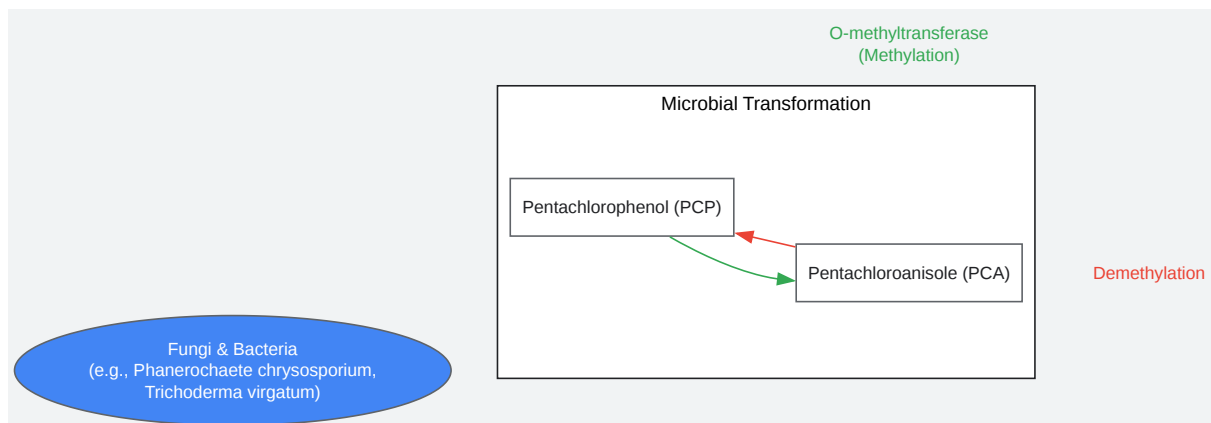 O-methyltransferase
(Methylation)
Microbial Transformation
Pentachlorophenol (PCP)
Pentachloroanisole (PCA)
Demethylation
Fungi & Bacteria
(e.g., Phanerochaete chrysosporium,
Trichoderma virgatum)